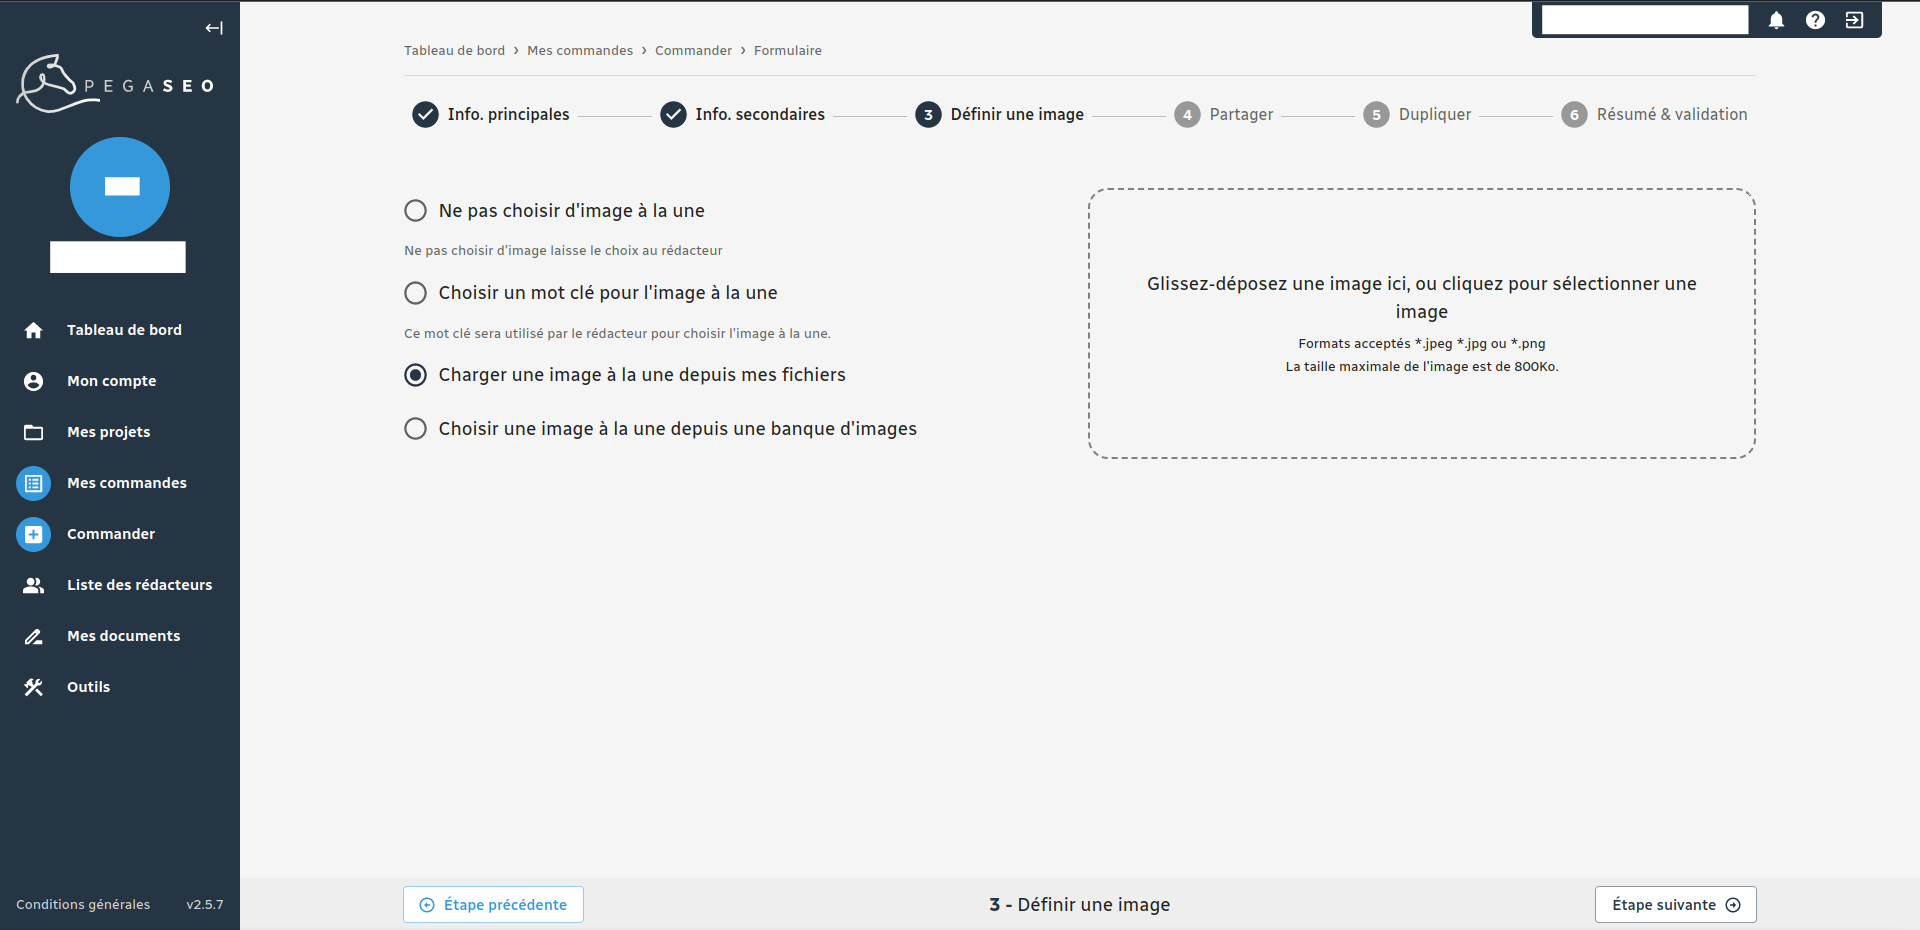 PEGASEO
Tableau de bord
Mon compte
Mes projets
Mes commandes
Commander
Liste des rédacteurs
Mes documents
Outils
Conditions générales v2.5.7
Tableau de bord › Mes commandes › Commander › Formulaire
Info. principales
Info. secondaires
3 Définir une image
4 Partager
5 Dupliquer
6 Résumé & validation
Ne pas choisir d'image à la une
Ne pas choisir d'image laisse le choix au rédacteur
Choisir un mot clé pour l'image à la une
Ce mot clé sera utilisé par le rédacteur pour choisir l'image à la une.
Charger une image à la une depuis mes fichiers
Choisir une image à la une depuis une banque d'images
Glissez-déposez une image ici, ou cliquez pour sélectionner une
image
Formats acceptés *.jpeg *.jpg ou *.png
La taille maximale de l'image est de 800Ko.
Étape précédente
3 - Définir une image
Étape suivante